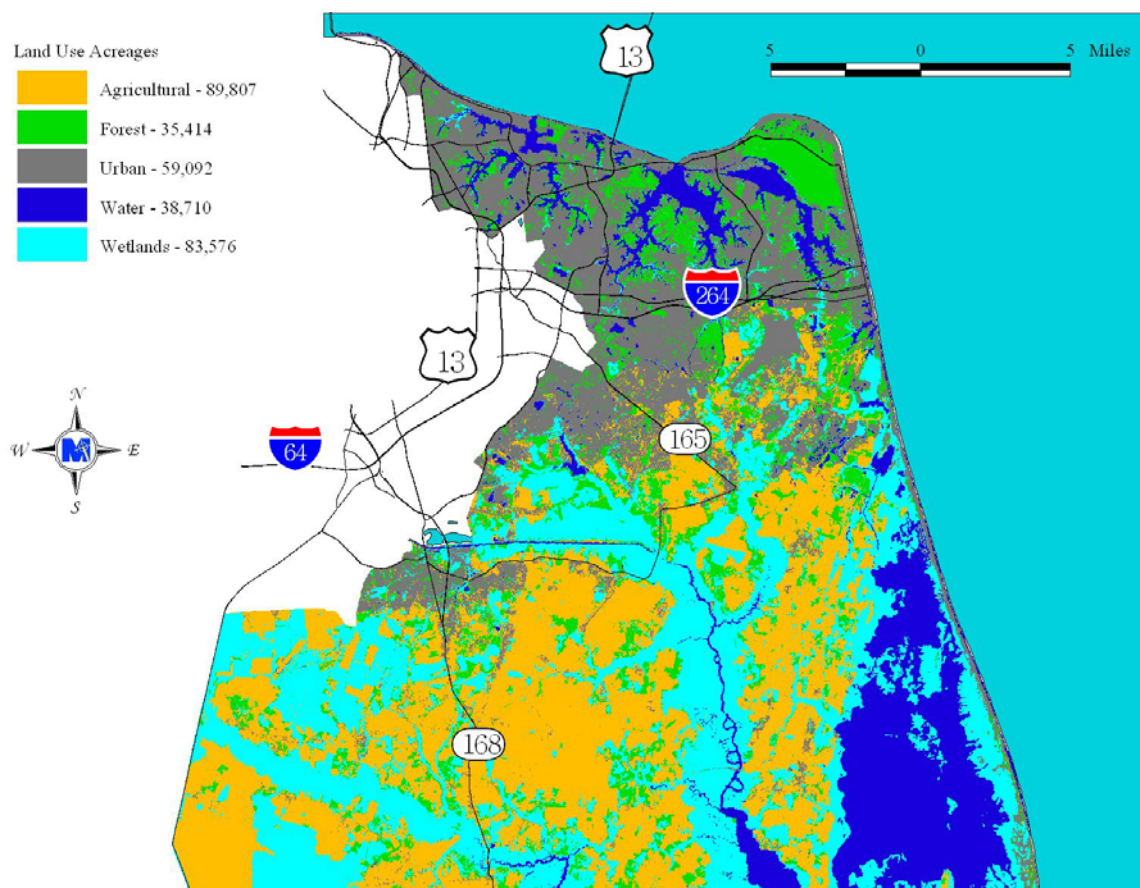 Land Use Acreages
Agricultural - 89,807
Forest - 35,414
Urban - 59,092
Water - 38,710
Wetlands - 83,576
13
5 0 5 Miles
264
13
N
W E
S
M
64
165
168